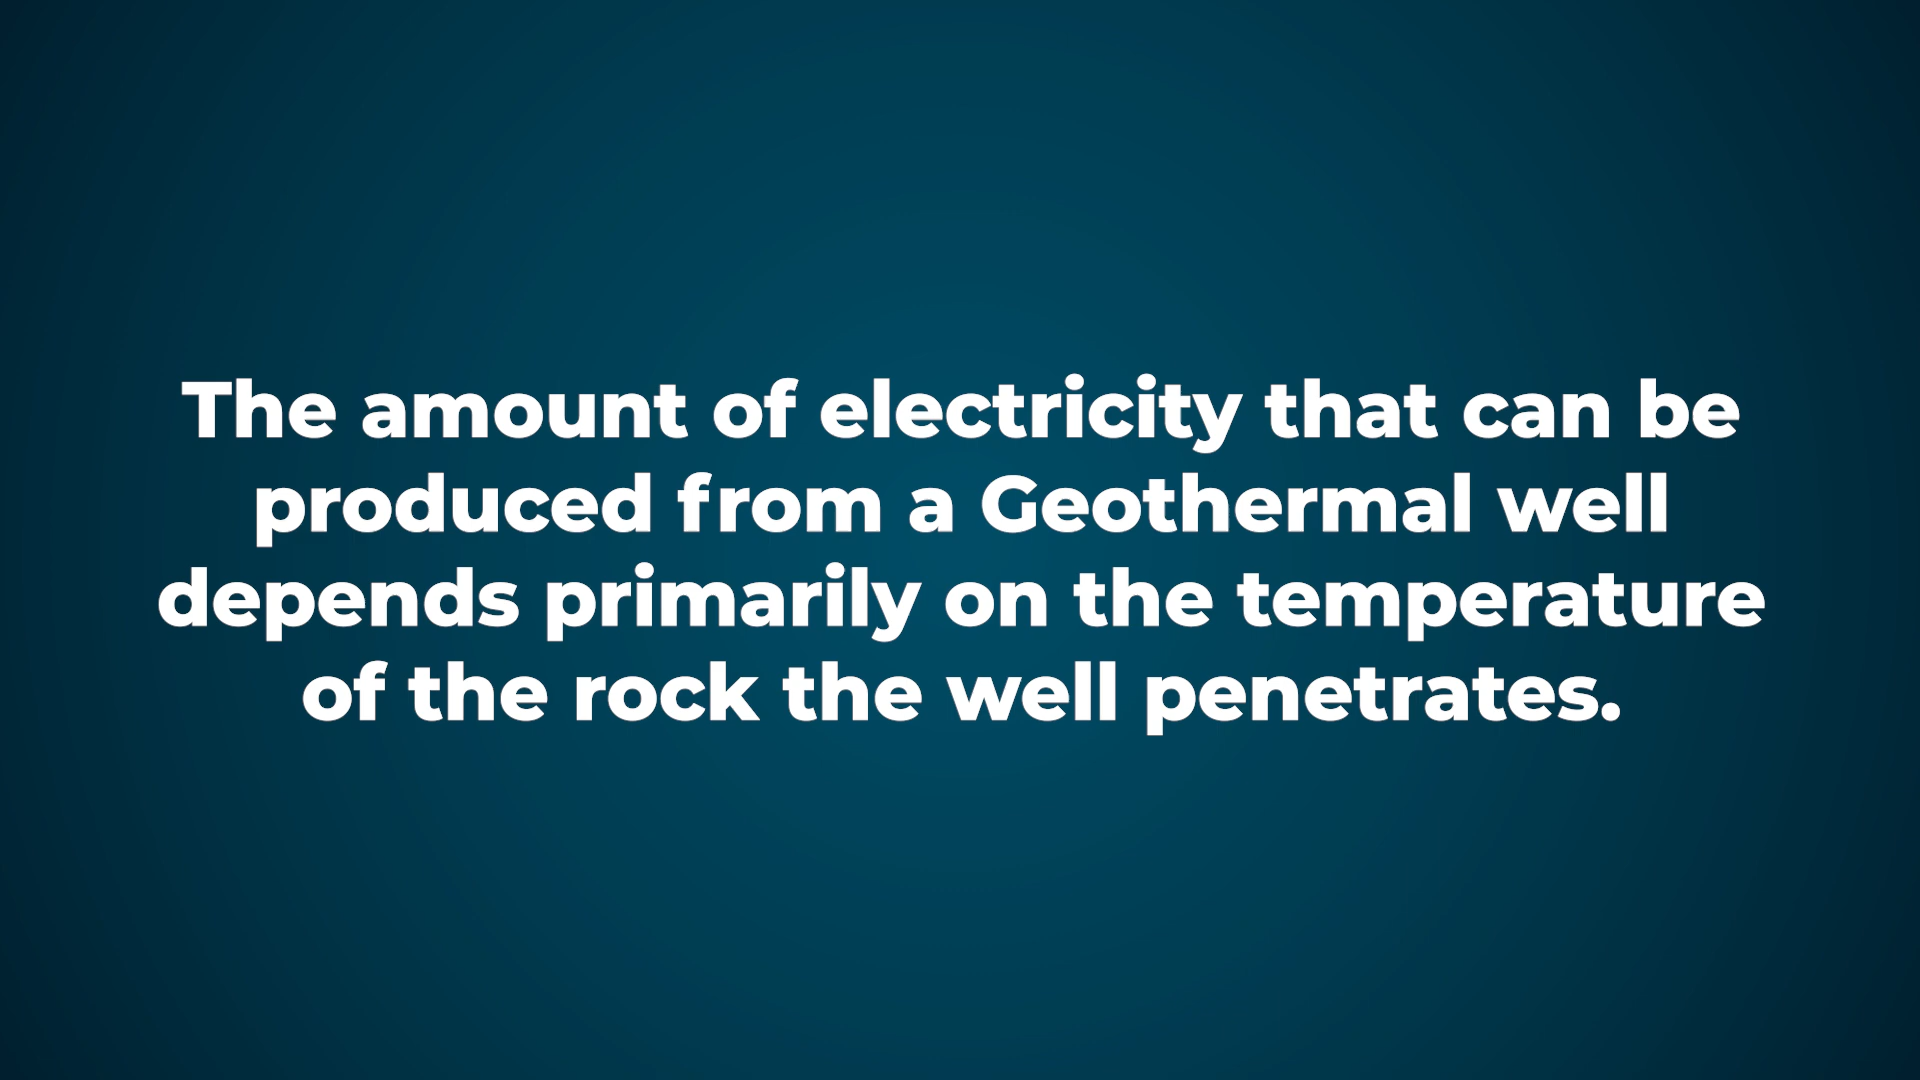 The amount of electricity that can be
produced from a Geothermal well
depends primarily on the temperature
of the rock the well penetrates.